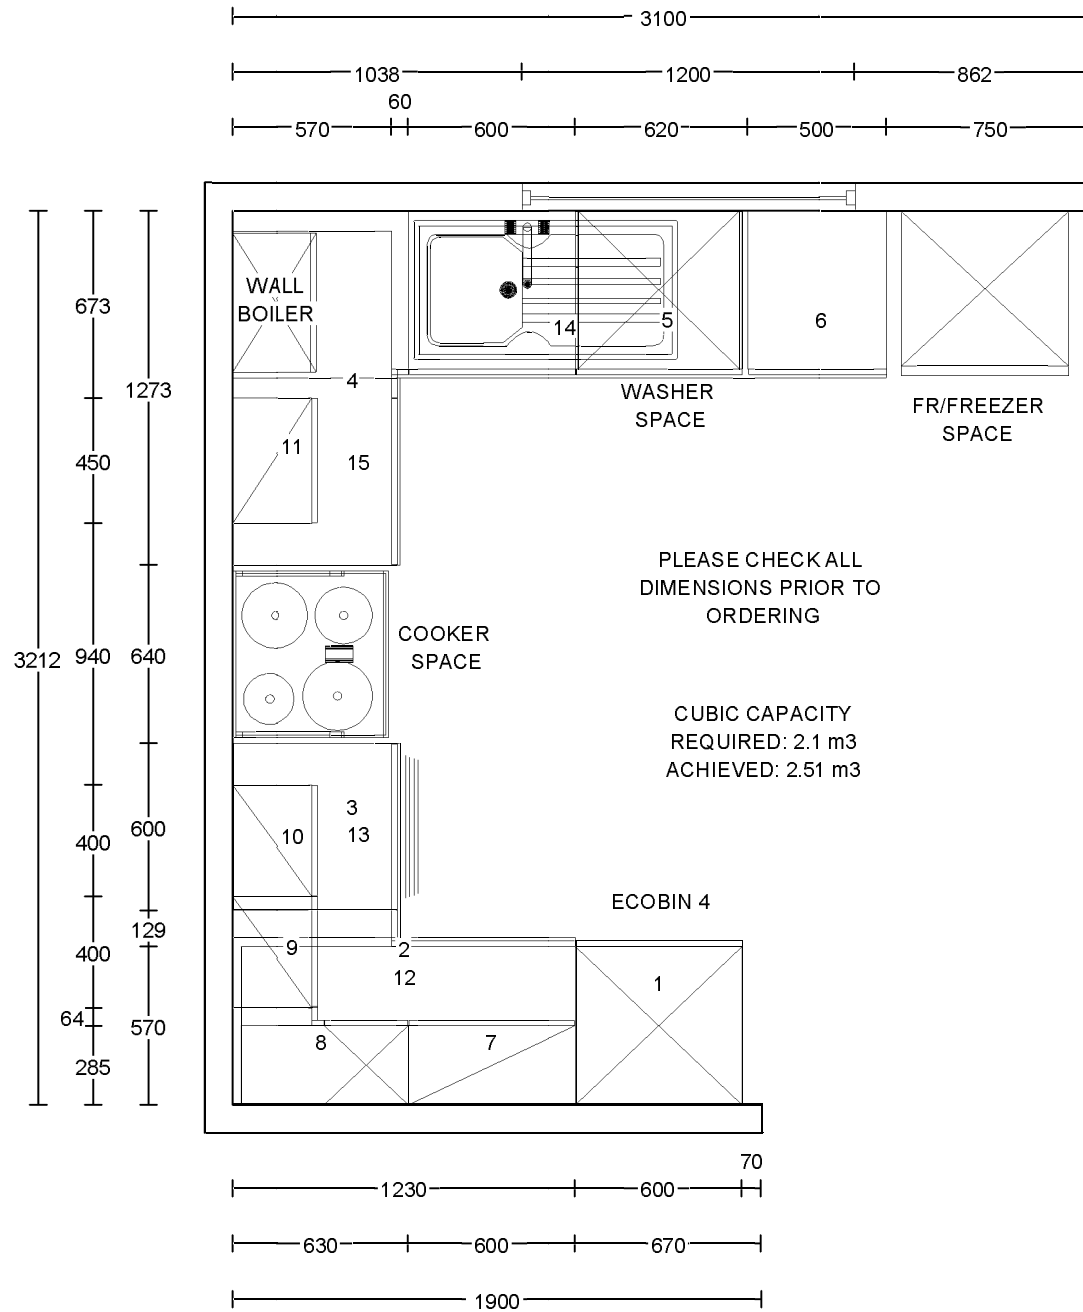 3100
1038 1200 862
60
570 600 620 500 750
WALL
BOILER
673
14 5 6
4
1273
WASHER
SPACE
FR/FREEZER
SPACE
11
450 15
PLEASE CHECK ALL
DIMENSIONS PRIOR TO
ORDERING
COOKER
SPACE
3212 940 640
CUBIC CAPACITY
REQUIRED: 2.1 m3
ACHIEVED: 2.51 m3
3
10 13
400 600
ECOBIN 4
129
9 2
400 12 1
64 570
8 7
285
70
1230 600
630 600 670
1900